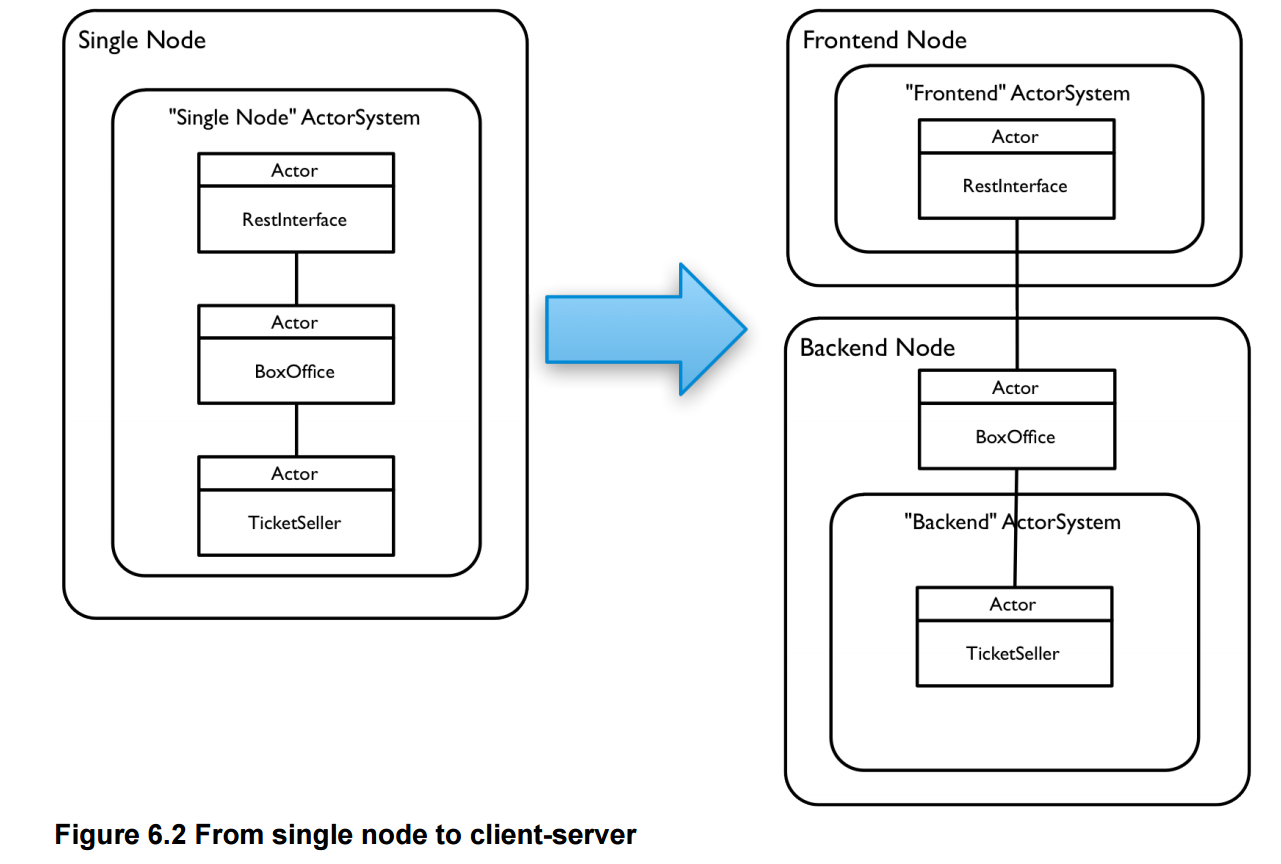 Single Node
"Single Node" ActorSystem
Actor
RestInterface
Actor
BoxOffice
Actor
TicketSeller
Frontend Node
"Frontend" ActorSystem
Actor
RestInterface
Backend Node
Actor
BoxOffice
"Backend" ActorSystem
Actor
TicketSeller
Figure 6.2 From single node to client-server